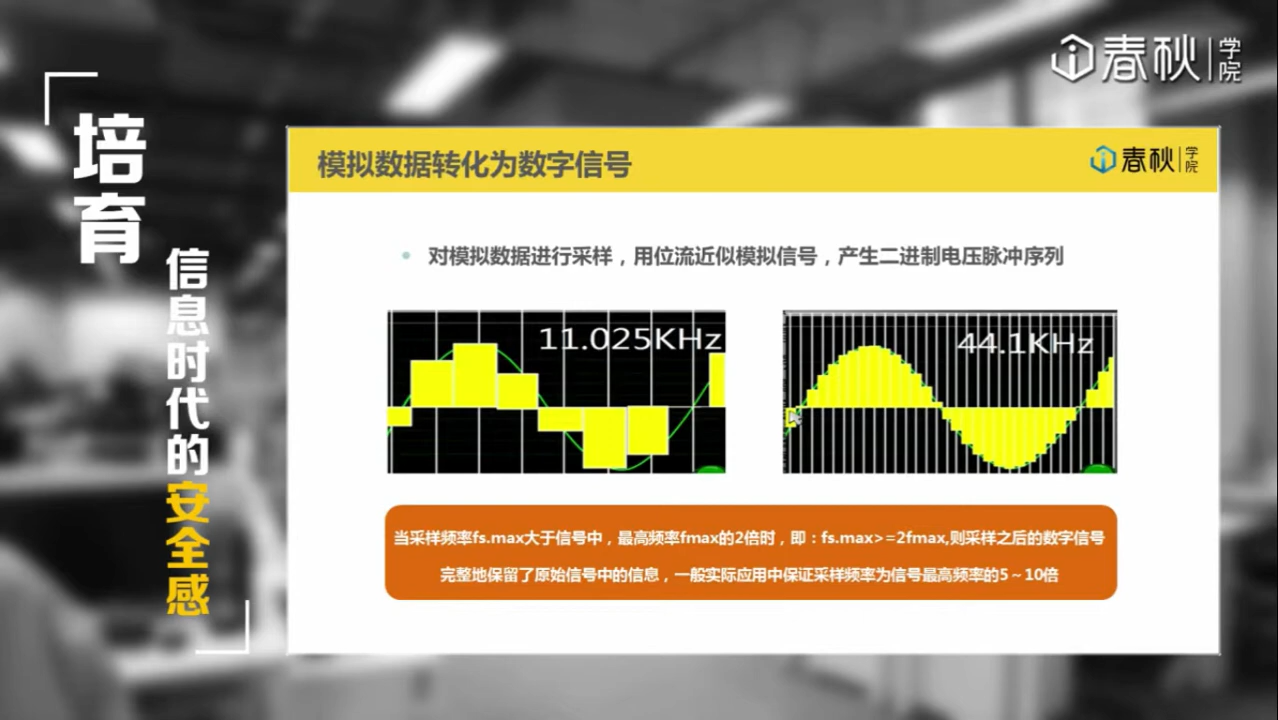 春秋学院
培育
信息时代的安全感
模拟数据转化为数字信号
春秋学院
对模拟数据进行采样，用位流近似模拟信号，产生二进制电压脉冲序列
11.025KHz
44.1KHz
当采样频率fs.max大于信号中，最高频率fmax的2倍时，即：fs.max>=2fmax,则采样之后的数字信号
完整地保留了原始信号中的信息，一般实际应用中保证采样频率为信号最高频率的5～10倍